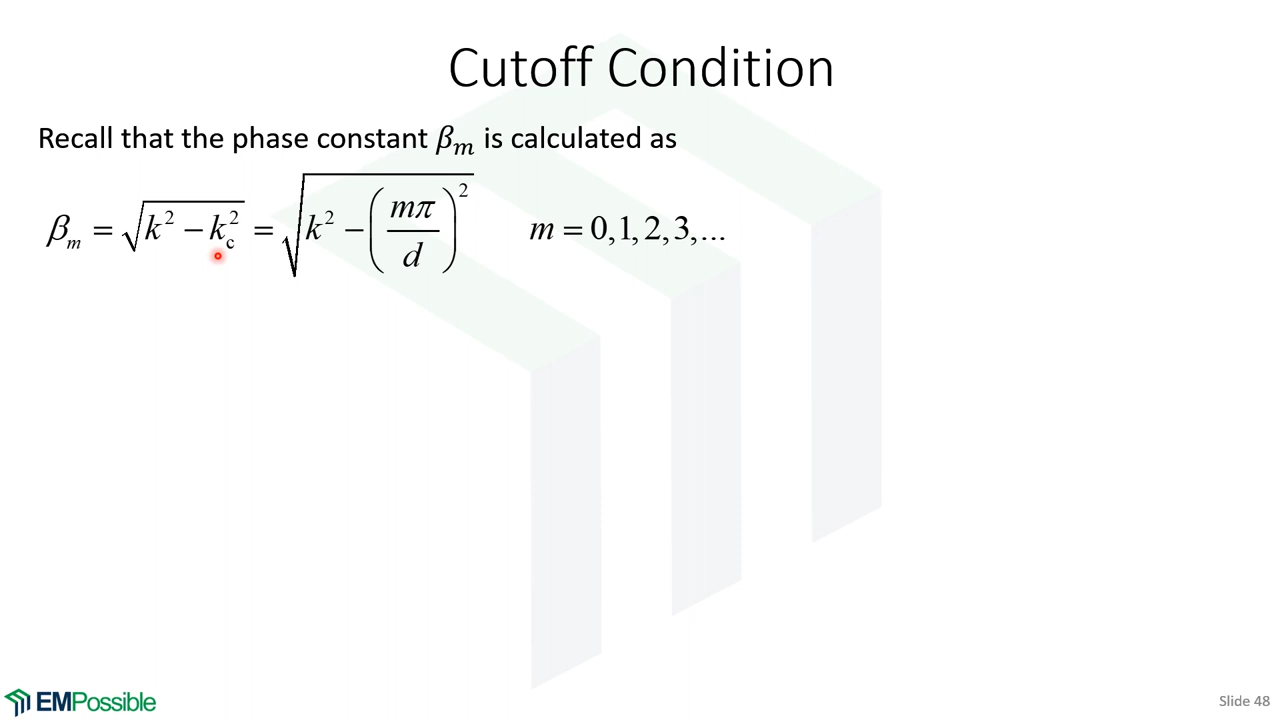 Cutoff Condition
Recall that the phase constant βₘ is calculated as
βₘ = √(k² − k_c²) = √(k² − (mπ/d)²)    m = 0,1,2,3,...
EMPossible
Slide 48